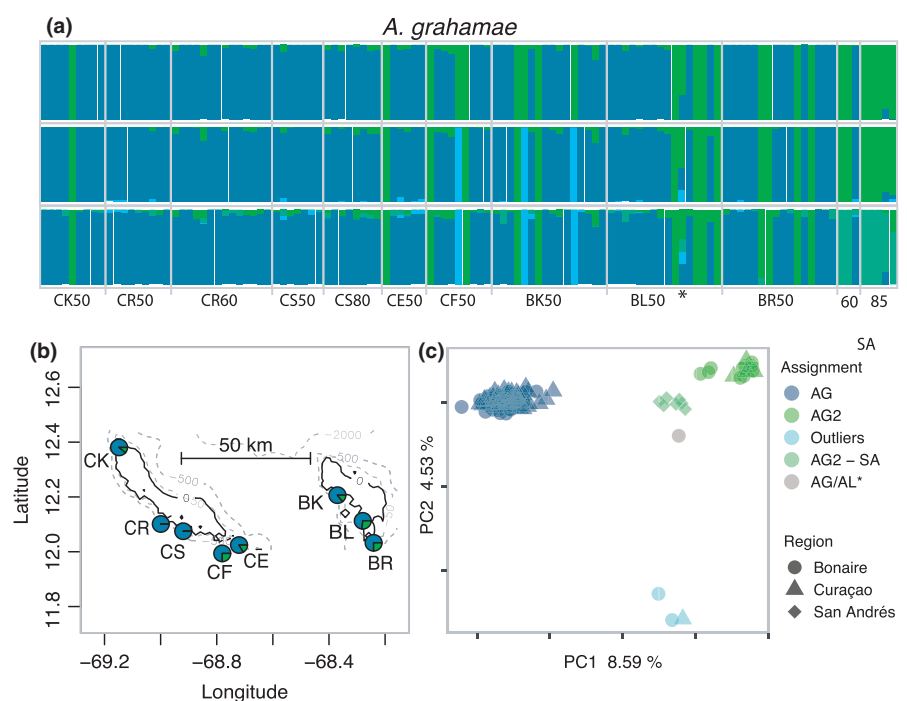 (a)
A. grahamae
CK50 CR50 CR60 CS50 CS80 CE50 CF50 BK50 BL50 * BR50 60 85
SA
(b)
12.6
12.4
12.2
12.0
11.8
Latitude
50 km
−2000
−500
0
−500
0
CK
CR
CS
CF
CE
BK
BL
BR
−69.2 −68.8 −68.4
Longitude
(c)
PC2 4.53 %
PC1 8.59 %
Assignment
AG
AG2
Outliers
AG2 − SA
AG/AL*
Region
Bonaire
Curaçao
San Andrés